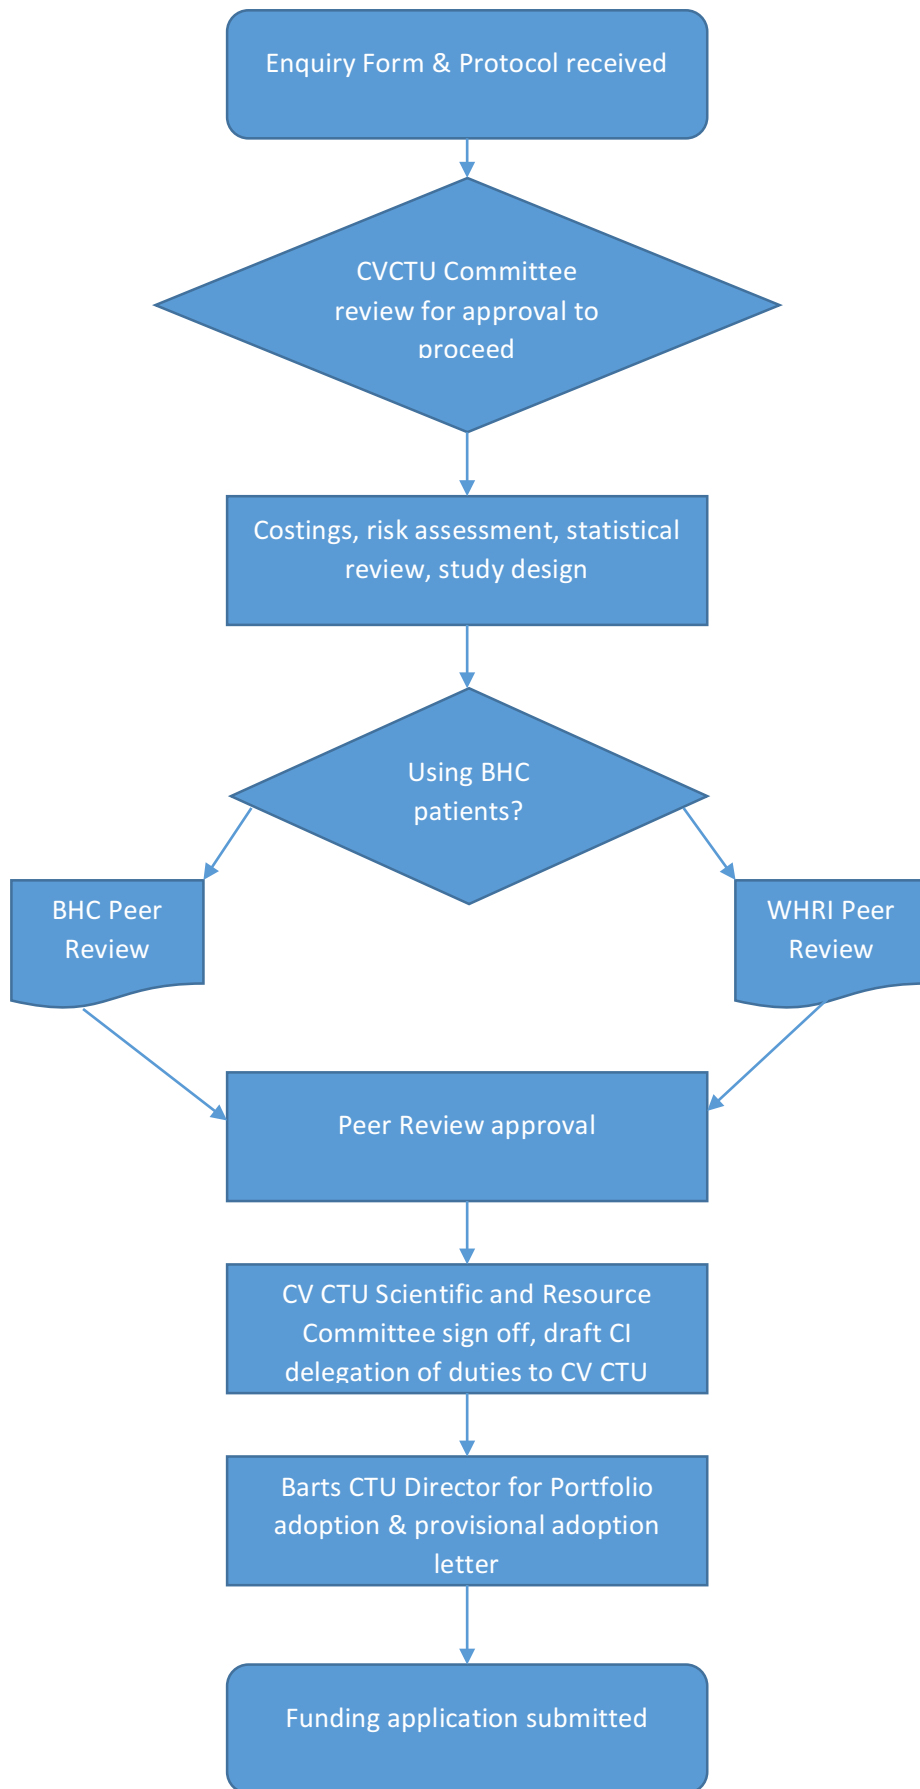 Enquiry Form & Protocol received
CVCTU Committee
review for approval to
proceed
Costings, risk assessment, statistical
review, study design
Using BHC
patients?
BHC Peer
Review
WHRI Peer
Review
Peer Review approval
CV CTU Scientific and Resource
Committee sign off, draft CI
delegation of duties to CV CTU
Barts CTU Director for Portfolio
adoption & provisional adoption
letter
Funding application submitted